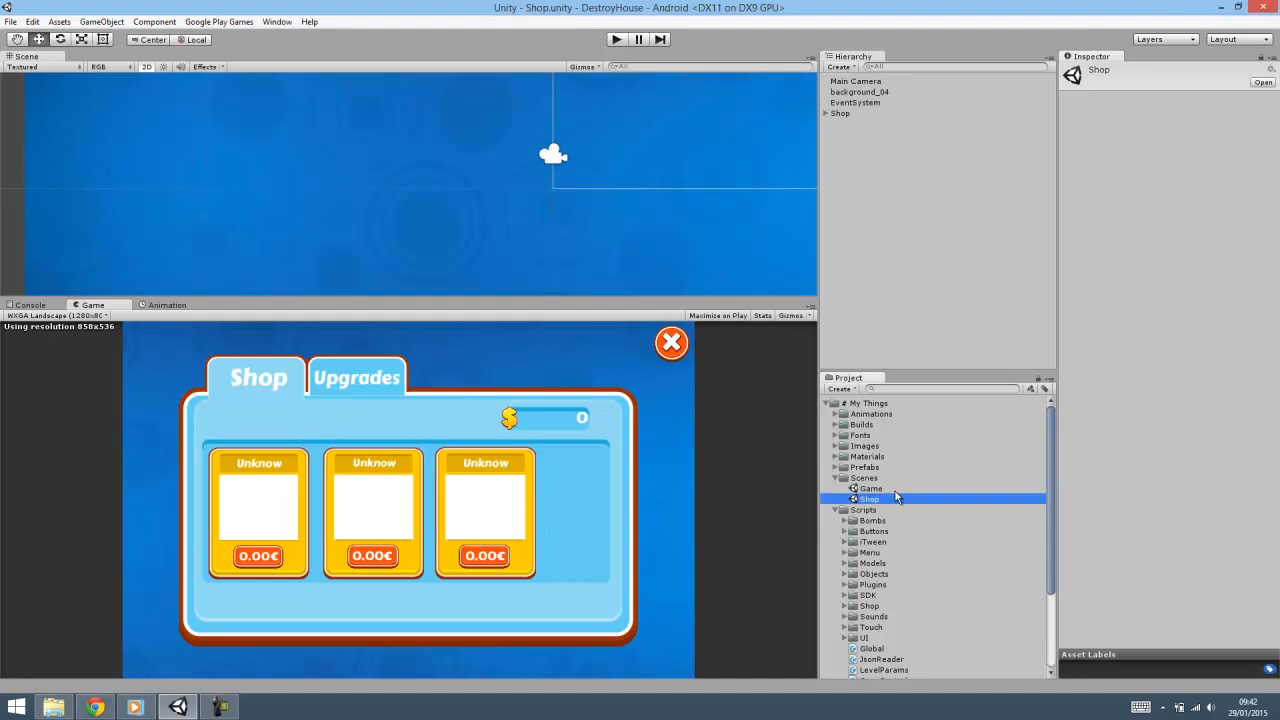 Unity - Shop.unity - DestroyHouse - Android <DX11 on DX9 GPU>
File Edit Assets GameObject Component Google Play Games Window Help
Center Local Layers Layout
Scene Hierarchy Inspector
Textured RGB 2D Effects Gizmos All Create All Shop
Open
Main Camera
background_04
EventSystem
Shop
Console Game Animation
WXGA Landscape (1280x80 Maximize on Play Stats Gizmos
Using resolution 858x536
Shop Upgrades
$ 0
Unknow Unknow Unknow
0.00€ 0.00€ 0.00€
Project
Create
# My Things
Animations
Builds
Fonts
Images
Materials
Prefabs
Scenes
Game
Shop
Scripts
Bombs
Buttons
iTween
Menu
Models
Objects
Plugins
SDK
Shop
Sounds
Touch
UI
Global
JsonReader
LevelParams
Asset Labels
09:42
29/01/2015